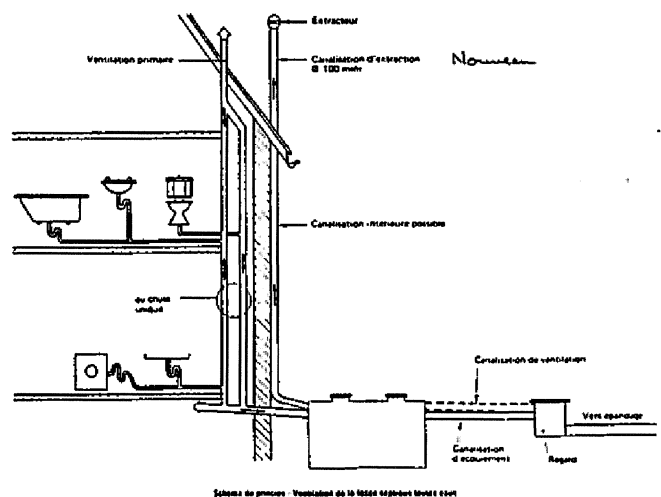 Extracteur
Ventilation primaire
Canalisation d'extraction
Ø 100 mm
Nouveau
Canalisation intérieure possible
ou chute
unique
Canalisation de ventilation
Vers épandage
Canalisation
d'écoulement
Regard
Schéma de principe - Ventilation de la fosse septique toutes eaux